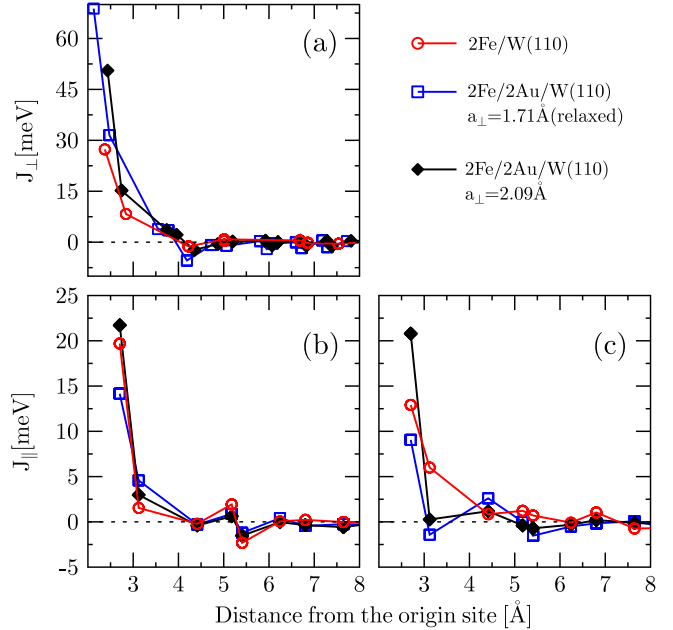 60
45
30
15
0
J⊥[meV]
(a)
2Fe/W(110)
2Fe/2Au/W(110)
a⊥=1.71Å(relaxed)
2Fe/2Au/W(110)
a⊥=2.09Å
25
20
15
10
5
0
-5
J∥[meV]
(b)
(c)
3 4 5 6 7 8
3 4 5 6 7 8
Distance from the origin site [Å]